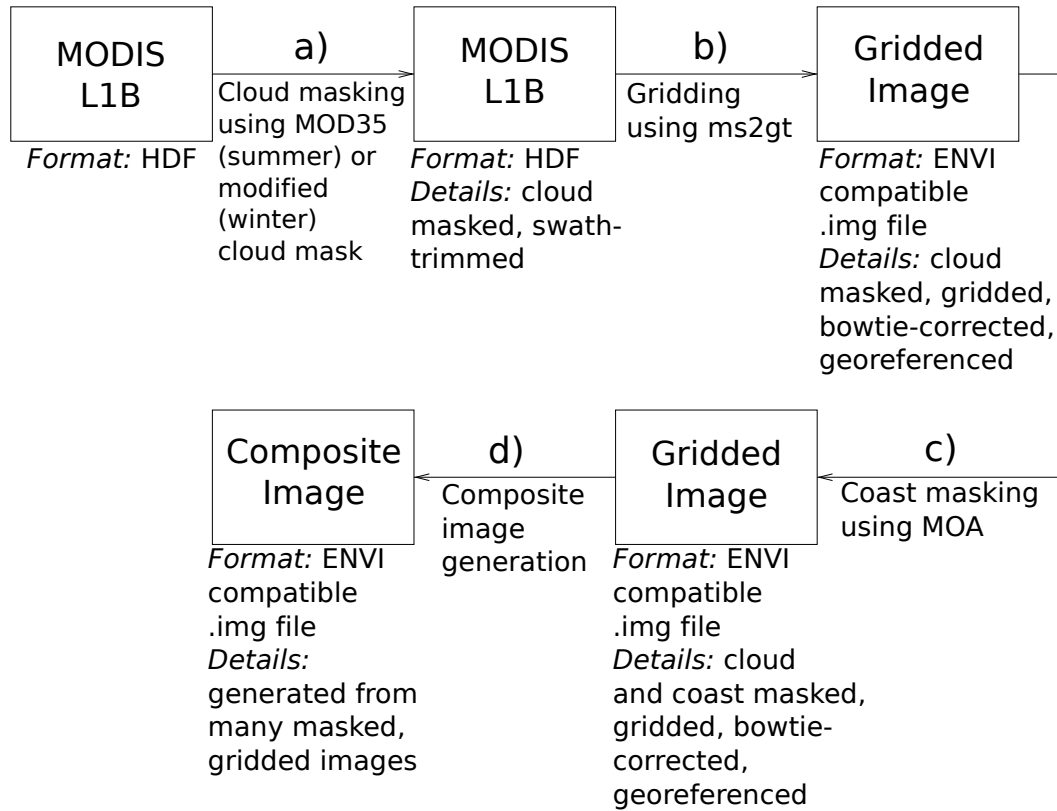 MODIS
L1B
Format: HDF
a)
Cloud masking
using MOD35
(summer) or
modified
(winter)
cloud mask
MODIS
L1B
Format: HDF
Details: cloud
masked, swath-
trimmed
b)
Gridding
using ms2gt
Gridded
Image
Format: ENVI
compatible
.img file
Details: cloud
masked, gridded,
bowtie-corrected,
georeferenced
c)
Coast masking
using MOA
Gridded
Image
Format: ENVI
compatible
.img file
Details: cloud
and coast masked,
gridded, bowtie-
corrected,
georeferenced
d)
Composite
image
generation
Composite
Image
Format: ENVI
compatible
.img file
Details:
generated from
many masked,
gridded images